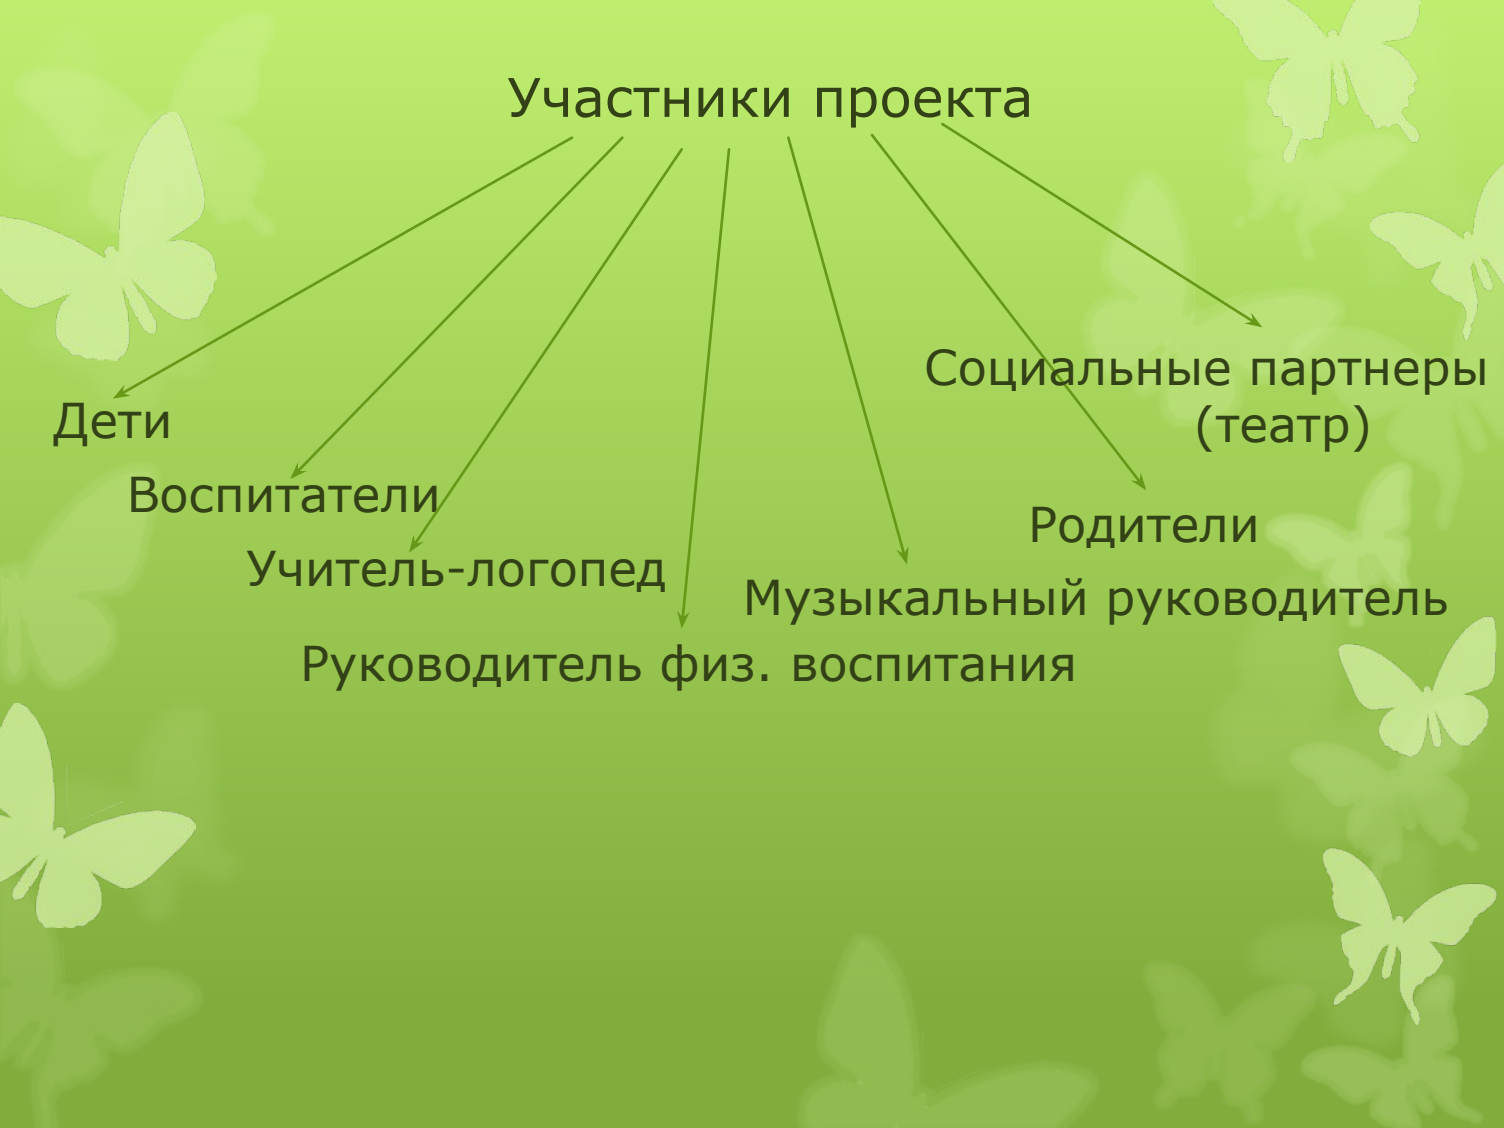 Участники проекта
Социальные партнеры
(театр)
Дети
Воспитатели
Родители
Учитель-логопед
Музыкальный руководитель
Руководитель физ. воспитания